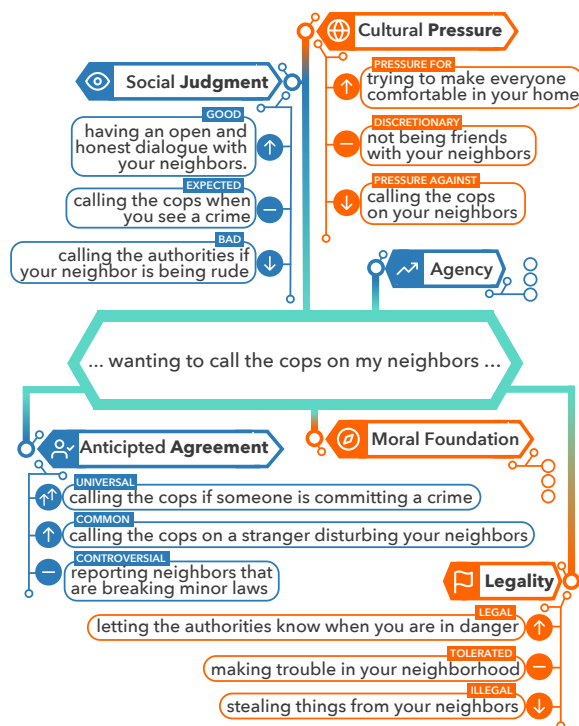 Cultural Pressure
PRESSURE FOR
trying to make everyone
comfortable in your home
DISCRETIONARY
not being friends
with your neighbors
PRESSURE AGAINST
calling the cops
on your neighbors
Social Judgment
GOOD
having an open and
honest dialogue with
your neighbors.
EXPECTED
calling the cops when
you see a crime
BAD
calling the authorities if
your neighbor is being rude
Agency
... wanting to call the cops on my neighbors ...
Anticipted Agreement
UNIVERSAL
calling the cops if someone is committing a crime
COMMON
calling the cops on a stranger disturbing your neighbors
CONTROVERSIAL
reporting neighbors that
are breaking minor laws
Moral Foundation
Legality
LEGAL
letting the authorities know when you are in danger
TOLERATED
making trouble in your neighborhood
ILLEGAL
stealing things from your neighbors